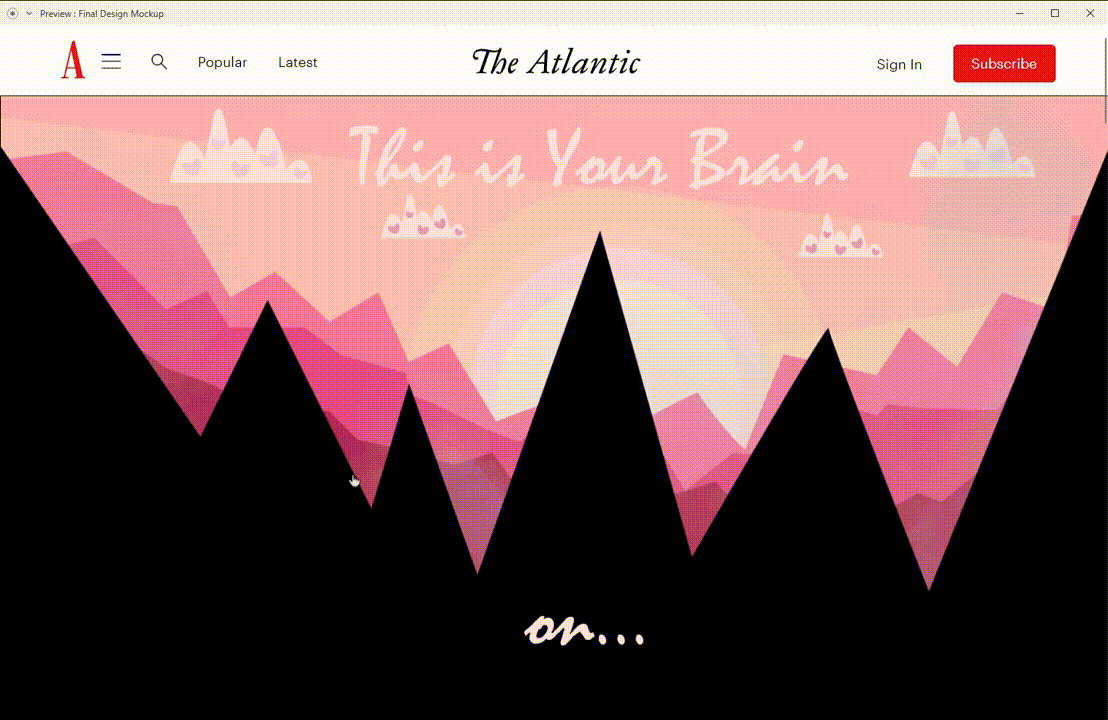 Preview : Final Design Mockup
A
Popular
Latest
The Atlantic
Sign In
Subscribe
This is Your Brain
on...